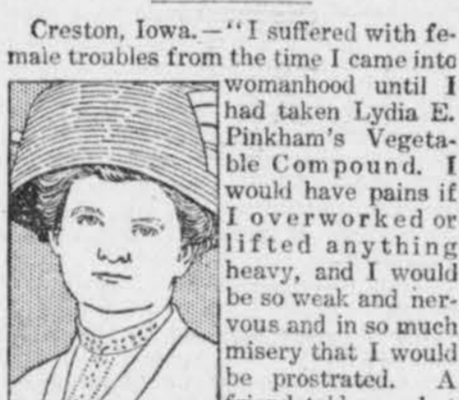 Creston, Iowa.—"I suffered with fe-
male troubles from the time I came into
womanhood until I
had taken Lydia E.
Pinkham's Vegeta-
ble Compound. I
would have pains if
I overworked or
lifted anything
heavy, and I would
be so weak and ner-
vous and in so much
misery that I would
be prostrated. A